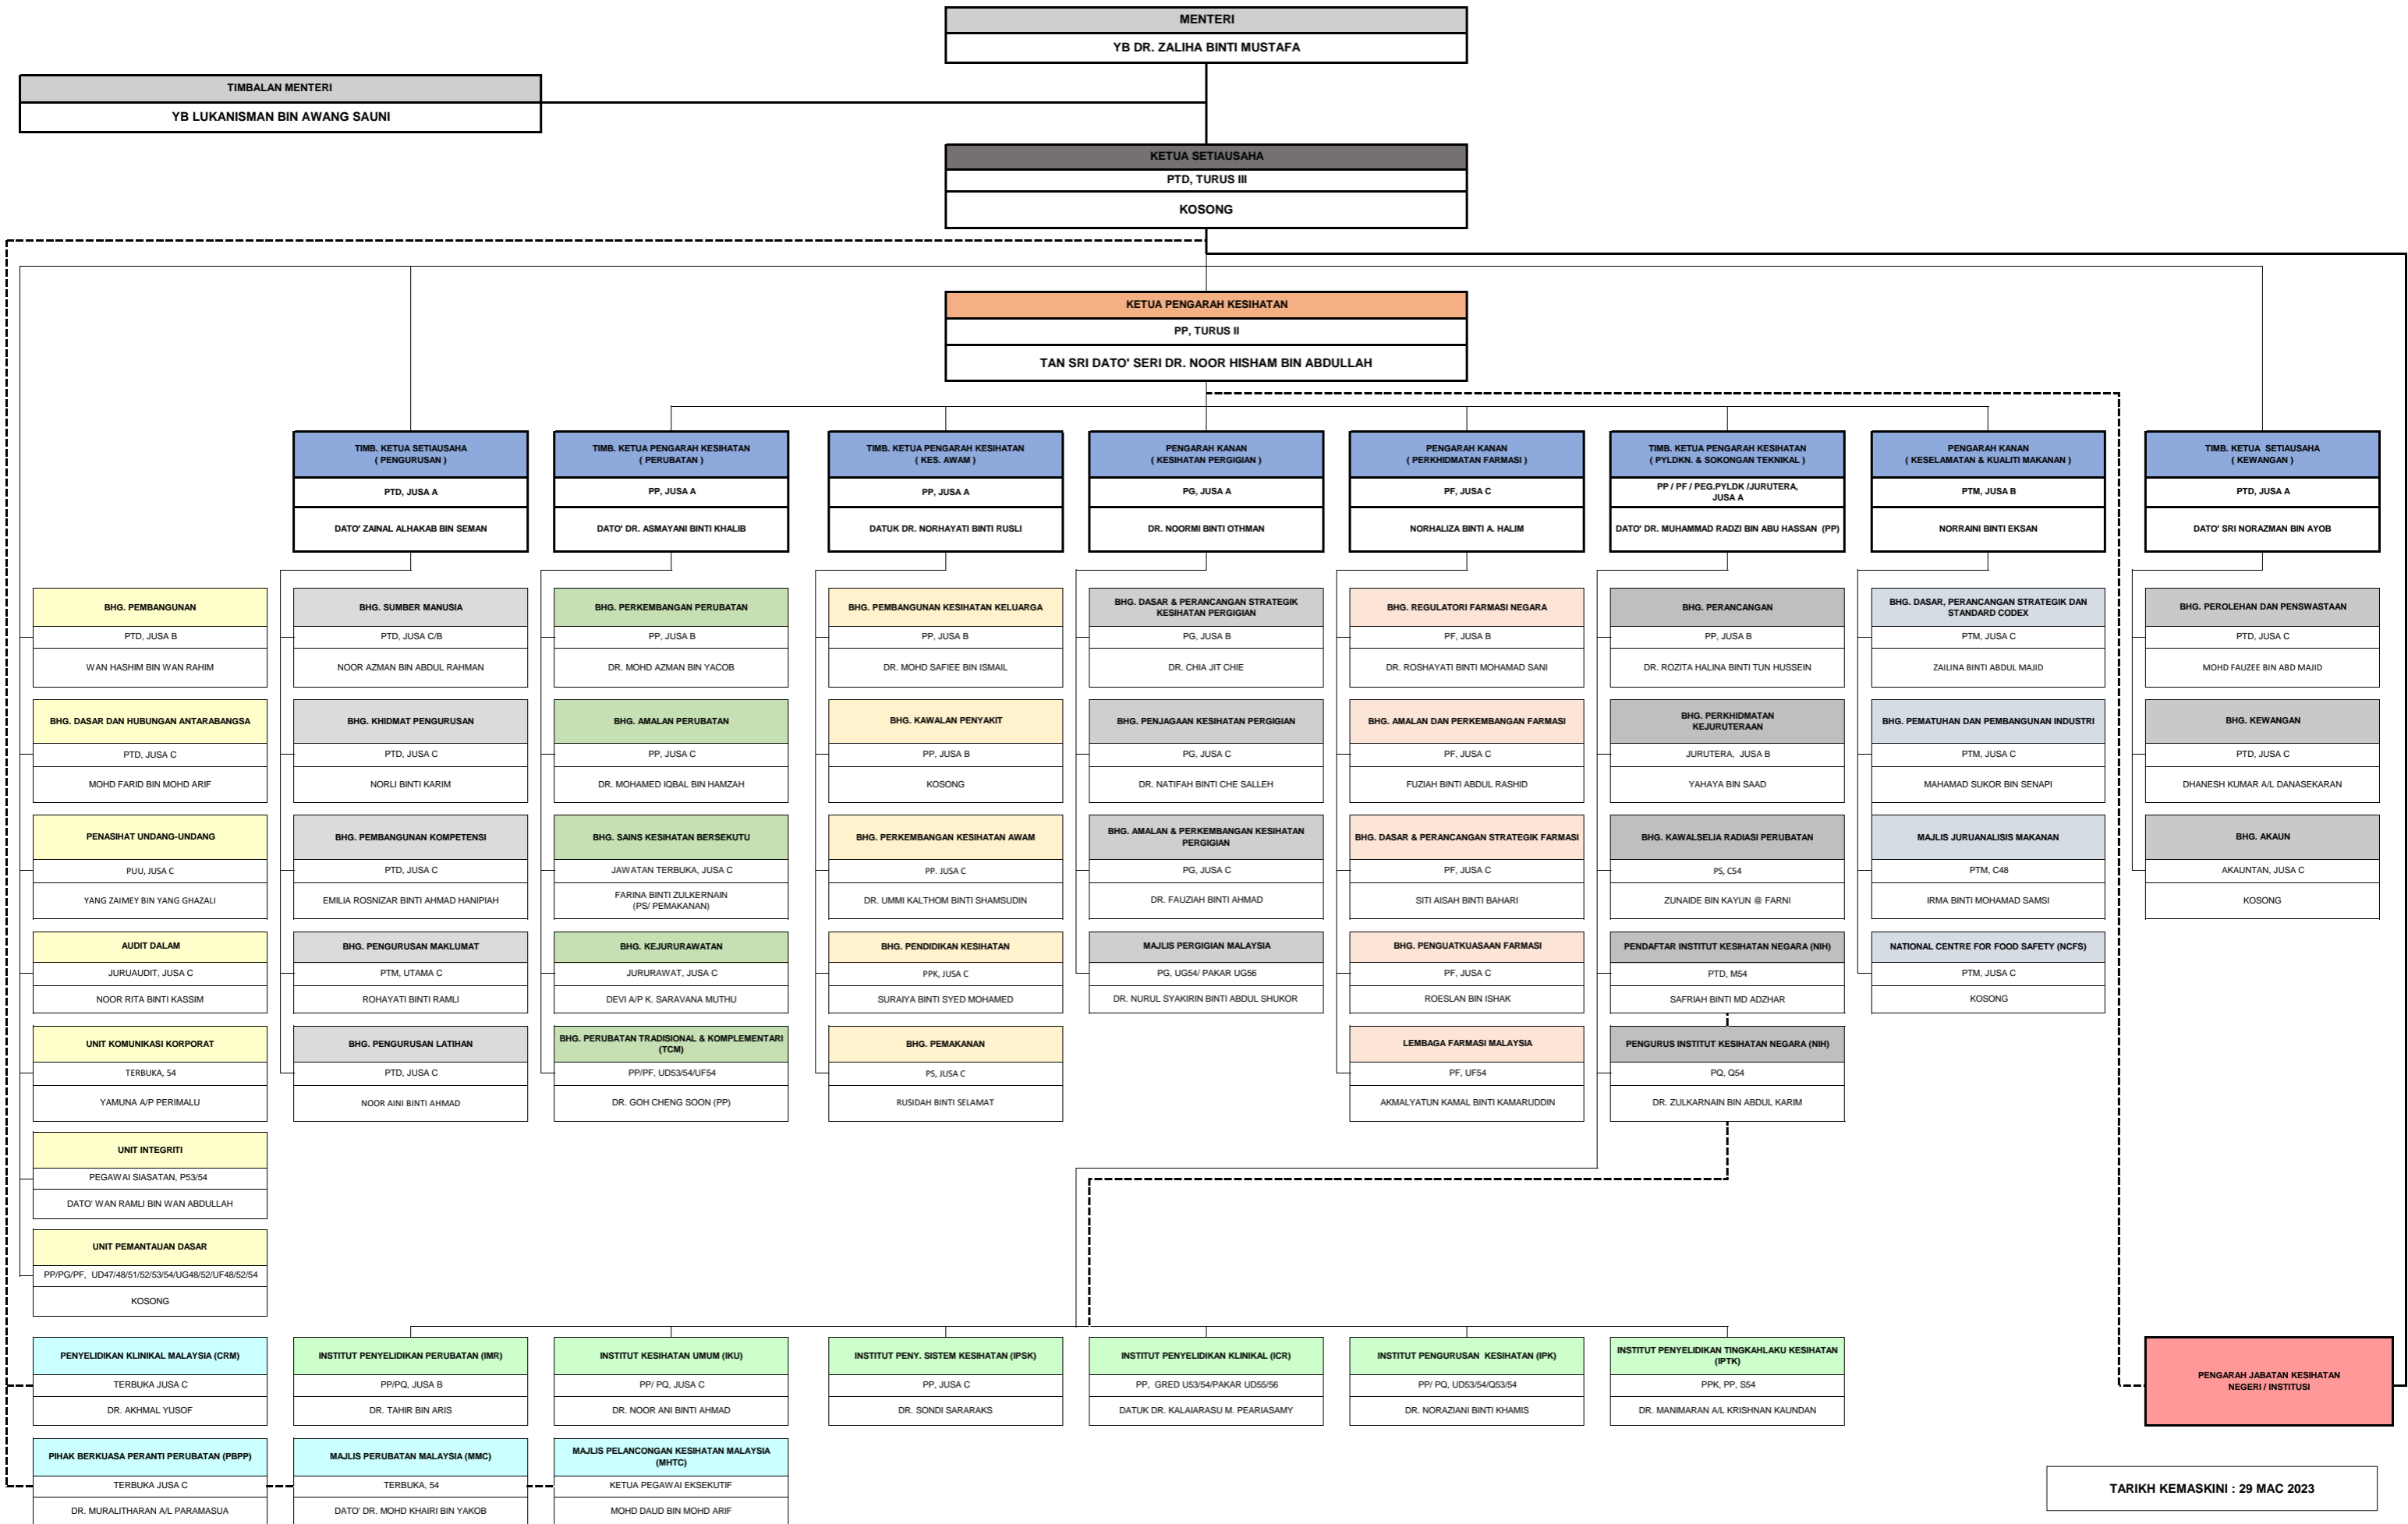 MENTERI
YB DR. ZALIHA BINTI MUSTAFA
TIMBALAN MENTERI
YB LUKANISMAN BIN AWANG SAUNI
KETUA SETIAUSAHA
PTD, TURUS III
KOSONG
KETUA PENGARAH KESIHATAN
PP, TURUS II
TAN SRI DATO' SERI DR. NOOR HISHAM BIN ABDULLAH
TIMB. KETUA SETIAUSAHA
( PENGURUSAN )
PTD, JUSA A
DATO' ZAINAL ALHAKAB BIN SEMAN
TIMB. KETUA PENGARAH KESIHATAN
( PERUBATAN )
PP, JUSA A
DATO' DR. ASMAYANI BINTI KHALIB
TIMB. KETUA PENGARAH KESIHATAN
( KES. AWAM )
PP, JUSA A
DATUK DR. NORHAYATI BINTI RUSLI
PENGARAH KANAN
( KESIHATAN PERGIGIAN )
PG, JUSA A
DR. NOORMI BINTI OTHMAN
PENGARAH KANAN
( PERKHIDMATAN FARMASI )
PF, JUSA C
NORHALIZA BINTI A. HALIM
TIMB. KETUA PENGARAH KESIHATAN
( PYLDKN. & SOKONGAN TEKNIKAL )
PP / PF / PEG.PYLDK /JURUTERA,
JUSA A
DATO' DR. MUHAMMAD RADZI BIN ABU HASSAN (PP)
PENGARAH KANAN
( KESELAMATAN & KUALITI MAKANAN )
PTM, JUSA B
NORRAINI BINTI EKSAN
TIMB. KETUA SETIAUSAHA
( KEWANGAN )
PTD, JUSA A
DATO' SRI NORAZMAN BIN AYOB
BHG. PEMBANGUNAN
PTD, JUSA B
WAN HASHIM BIN WAN RAHIM
BHG. DASAR DAN HUBUNGAN ANTARABANGSA
PTD, JUSA C
MOHD FARID BIN MOHD ARIF
PENASIHAT UNDANG-UNDANG
PUU, JUSA C
YANG ZAIMEY BIN YANG GHAZALI
AUDIT DALAM
JURUAUDIT, JUSA C
NOOR RITA BINTI KASSIM
UNIT KOMUNIKASI KORPORAT
TERBUKA, 54
YAMUNA A/P PERIMALU
UNIT INTEGRITI
PEGAWAI SIASATAN, P53/54
DATO' WAN RAMLI BIN WAN ABDULLAH
UNIT PEMANTAUAN DASAR
PP/PG/PF, UD47/48/51/52/53/54/UG48/52/UF48/52/54
KOSONG
BHG. SUMBER MANUSIA
PTD, JUSA C/B
NOOR AZMAN BIN ABDUL RAHMAN
BHG. KHIDMAT PENGURUSAN
PTD, JUSA C
NORLI BINTI KARIM
BHG. PEMBANGUNAN KOMPETENSI
PTD, JUSA C
EMILIA ROSNIZAR BINTI AHMAD HANIPIAH
BHG. PENGURUSAN MAKLUMAT
PTM, UTAMA C
ROHAYATI BINTI RAMLI
BHG. PENGURUSAN LATIHAN
PTD, JUSA C
NOOR AINI BINTI AHMAD
BHG. PERKEMBANGAN PERUBATAN
PP, JUSA B
DR. MOHD AZMAN BIN YACOB
BHG. AMALAN PERUBATAN
PP, JUSA C
DR. MOHAMED IQBAL BIN HAMZAH
BHG. SAINS KESIHATAN BERSEKUTU
JAWATAN TERBUKA, JUSA C
FARINA BINTI ZULKERNAIN
(PS/ PEMAKANAN)
BHG. KEJURURAWATAN
JURURAWAT, JUSA C
DEVI A/P K. SARAVANA MUTHU
BHG. PERUBATAN TRADISIONAL & KOMPLEMENTARI
(TCM)
PP/PF, UD53/54/UF54
DR. GOH CHENG SOON (PP)
BHG. PEMBANGUNAN KESIHATAN KELUARGA
PP, JUSA B
DR. MOHD SAFIEE BIN ISMAIL
BHG. KAWALAN PENYAKIT
PP, JUSA B
KOSONG
BHG. PERKEMBANGAN KESIHATAN AWAM
PP. JUSA C
DR. UMMI KALTHOM BINTI SHAMSUDIN
BHG. PENDIDIKAN KESIHATAN
PPK, JUSA C
SURAIYA BINTI SYED MOHAMED
BHG. PEMAKANAN
PS, JUSA C
RUSIDAH BINTI SELAMAT
BHG. DASAR & PERANCANGAN STRATEGIK
KESIHATAN PERGIGIAN
PG, JUSA B
DR. CHIA JIT CHIE
BHG. PENJAGAAN KESIHATAN PERGIGIAN
PG, JUSA C
DR. NATIFAH BINTI CHE SALLEH
BHG. AMALAN & PERKEMBANGAN KESIHATAN
PERGIGIAN
PG, JUSA C
DR. FAUZIAH BINTI AHMAD
MAJLIS PERGIGIAN MALAYSIA
PG, UG54/ PAKAR UG56
DR. NURUL SYAKIRIN BINTI ABDUL SHUKOR
BHG. REGULATORI FARMASI NEGARA
PF, JUSA B
DR. ROSHAYATI BINTI MOHAMAD SANI
BHG. AMALAN DAN PERKEMBANGAN FARMASI
PF, JUSA C
FUZIAH BINTI ABDUL RASHID
BHG. DASAR & PERANCANGAN STRATEGIK FARMASI
PF, JUSA C
SITI AISAH BINTI BAHARI
BHG. PENGUATKUASAAN FARMASI
PF, JUSA C
ROESLAN BIN ISHAK
LEMBAGA FARMASI MALAYSIA
PF, UF54
AKMALYATUN KAMAL BINTI KAMARUDDIN
BHG. PERANCANGAN
PP, JUSA B
DR. ROZITA HALINA BINTI TUN HUSSEIN
BHG. PERKHIDMATAN
KEJURUTERAAN
JURUTERA, JUSA B
YAHAYA BIN SAAD
BHG. KAWALSELIA RADIASI PERUBATAN
PS, C54
ZUNAIDE BIN KAYUN @ FARNI
PENDAFTAR INSTITUT KESIHATAN NEGARA (NIH)
PTD, M54
SAFRIAH BINTI MD ADZHAR
PENGURUS INSTITUT KESIHATAN NEGARA (NIH)
PQ, Q54
DR. ZULKARNAIN BIN ABDUL KARIM
BHG. DASAR, PERANCANGAN STRATEGIK DAN
STANDARD CODEX
PTM, JUSA C
ZAILINA BINTI ABDUL MAJID
BHG. PEMATUHAN DAN PEMBANGUNAN INDUSTRI
PTM, JUSA C
MAHAMAD SUKOR BIN SENAPI
MAJLIS JURUANALISIS MAKANAN
PTM, C48
IRMA BINTI MOHAMAD SAMSI
NATIONAL CENTRE FOR FOOD SAFETY (NCFS)
PTM, JUSA C
KOSONG
BHG. PEROLEHAN DAN PENSWASTAAN
PTD, JUSA C
MOHD FAUZEE BIN ABD MAJID
BHG. KEWANGAN
PTD, JUSA C
DHANESH KUMAR A/L DANASEKARAN
BHG. AKAUN
AKAUNTAN, JUSA C
KOSONG
PENYELIDIKAN KLINIKAL MALAYSIA (CRM)
TERBUKA JUSA C
DR. AKHMAL YUSOF
INSTITUT PENYELIDIKAN PERUBATAN (IMR)
PP/PQ, JUSA B
DR. TAHIR BIN ARIS
INSTITUT KESIHATAN UMUM (IKU)
PP/ PQ, JUSA C
DR. NOOR ANI BINTI AHMAD
INSTITUT PENY. SISTEM KESIHATAN (IPSK)
PP, JUSA C
DR. SONDI SARARAKS
INSTITUT PENYELIDIKAN KLINIKAL (ICR)
PP, GRED U53/54/PAKAR UD55/56
DATUK DR. KALAIARASU M. PEARIASAMY
INSTITUT PENGURUSAN KESIHATAN (IPK)
PP/ PQ, UD53/54/Q53/54
DR. NORAZIANI BINTI KHAMIS
INSTITUT PENYELIDIKAN TINGKAHLAKU KESIHATAN
(IPTK)
PPK, PP, S54
DR. MANIMARAN A/L KRISHNAN KAUNDAN
PENGARAH JABATAN KESIHATAN
NEGERI / INSTITUSI
PIHAK BERKUASA PERANTI PERUBATAN (PBPP)
TERBUKA JUSA C
DR. MURALITHARAN A/L PARAMASUA
MAJLIS PERUBATAN MALAYSIA (MMC)
TERBUKA, 54
DATO' DR. MOHD KHAIRI BIN YAKOB
MAJLIS PELANCONGAN KESIHATAN MALAYSIA
(MHTC)
KETUA PEGAWAI EKSEKUTIF
MOHD DAUD BIN MOHD ARIF
TARIKH KEMASKINI : 29 MAC 2023